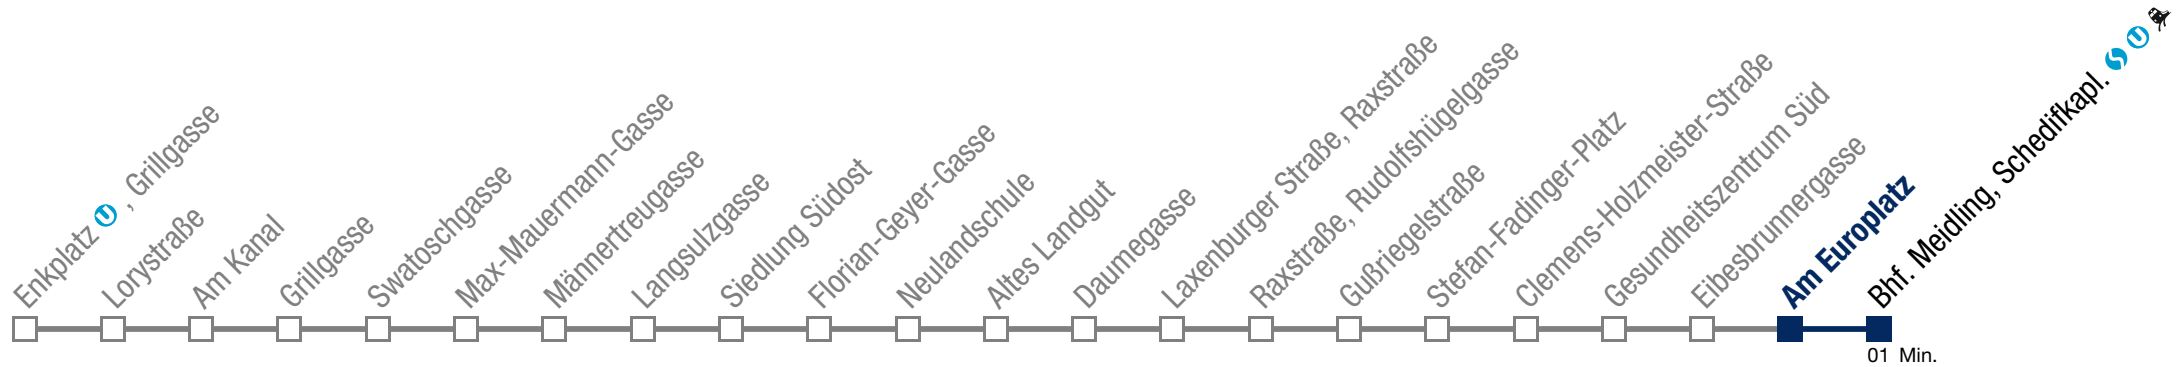 Enkplatz U, Grillgasse
Lorystraße
Am Kanal
Grillgasse
Swatoschgasse
Max-Mauermann-Gasse
Männertreugasse
Langsulzgasse
Siedlung Südost
Florian-Geyer-Gasse
Neulandschule
Altes Landgut
Daumegasse
Laxenburger Straße, Raxstraße
Raxstraße, Rudolfshügelgasse
Gußriegelstraße
Stefan-Fadinger-Platz
Clemens-Holzmeister-Straße
Gesundheitszentrum Süd
Eibesbrunnergasse
Am Europlatz
Bhf. Meidling, Schedifkapl. S U
01 Min.